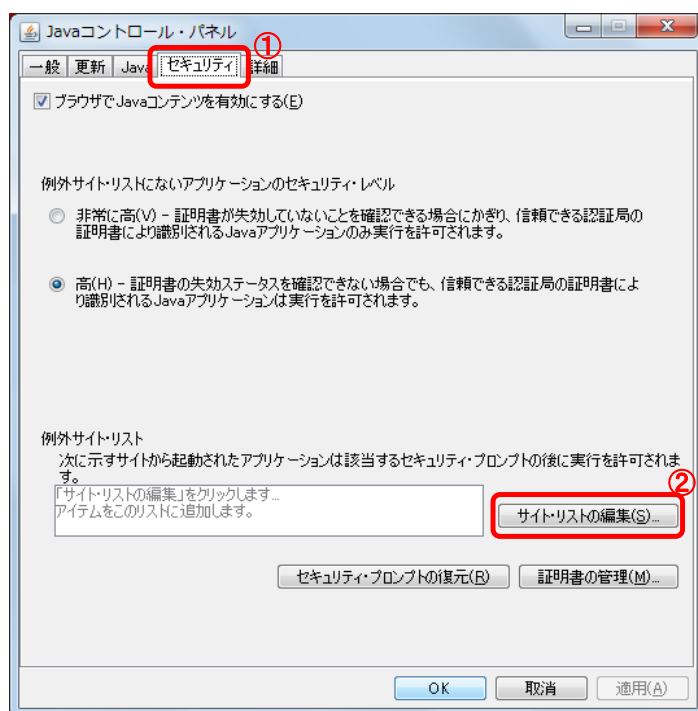 Javaコントロール・パネル
①
一般 更新 Java セキュリティ 詳細
ブラウザでJavaコンテンツを有効にする(E)
例外サイト・リストにないアプリケーションのセキュリティ・レベル
非常に高(V) - 証明書が失効していないことを確認できる場合にかぎり、信頼できる認証局の
証明書により識別されるJavaアプリケーションのみ実行を許可されます。
高(H) - 証明書の失効ステータスを確認できない場合でも、信頼できる認証局の証明書によ
り識別されるJavaアプリケーションは実行を許可されます。
例外サイト・リスト
次に示すサイトから起動されたアプリケーションは該当するセキュリティ・プロンプトの後に実行を許可されま
す。
②
「サイト・リストの編集」をクリックします...
アイテムをこのリストに追加します。
サイト・リストの編集(S)...
セキュリティ・プロンプトの復元(R) 証明書の管理(M)...
OK 取消 適用(A)